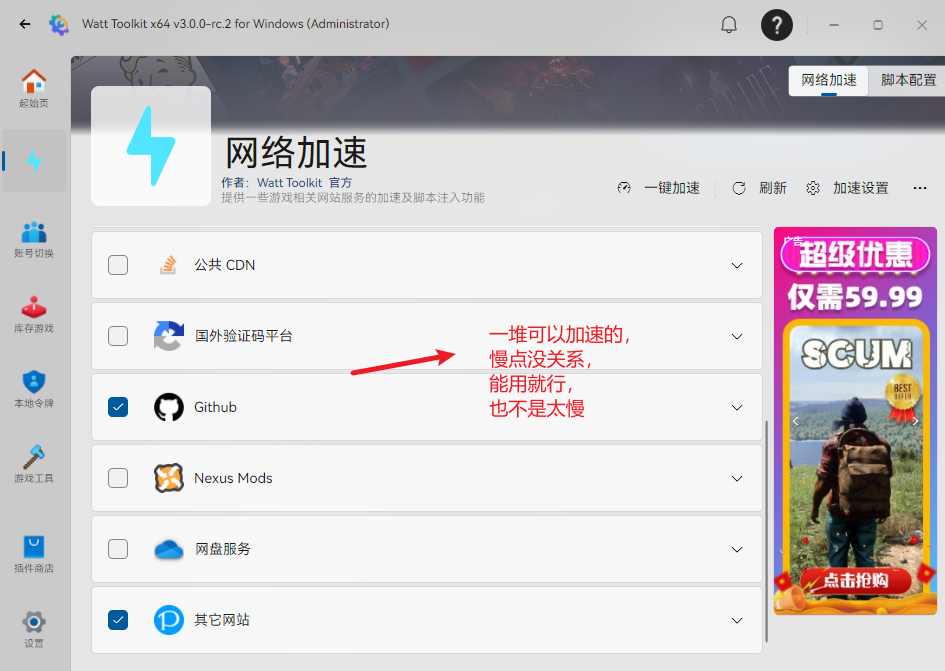 Watt Toolkit x64 v3.0.0-rc.2 for Windows (Administrator)
?
起始页
网络加速
脚本配置
网络加速
作者：Watt Toolkit 官方
提供一些游戏相关网站服务的加速及脚本注入功能
一键加速
刷新
加速设置
...
账号切换
库存游戏
本地令牌
游戏工具
插件商店
设置
公共 CDN
国外验证码平台
Github
Nexus Mods
网盘服务
其它网站
一堆可以加速的，
慢点没关系，
能用就行，
也不是太慢
广告
超级优惠
仅需59.99
SCUM
BEST
OFFER
点击抢购